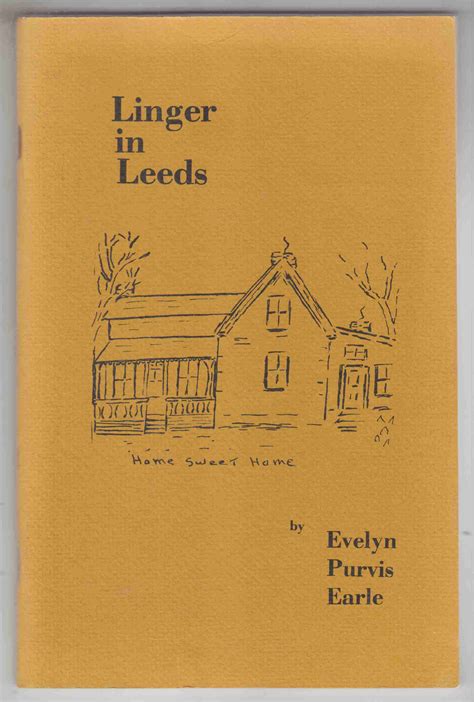 Linger
in
Leeds
Home Sweet Home
by Evelyn
Purvis
Earle